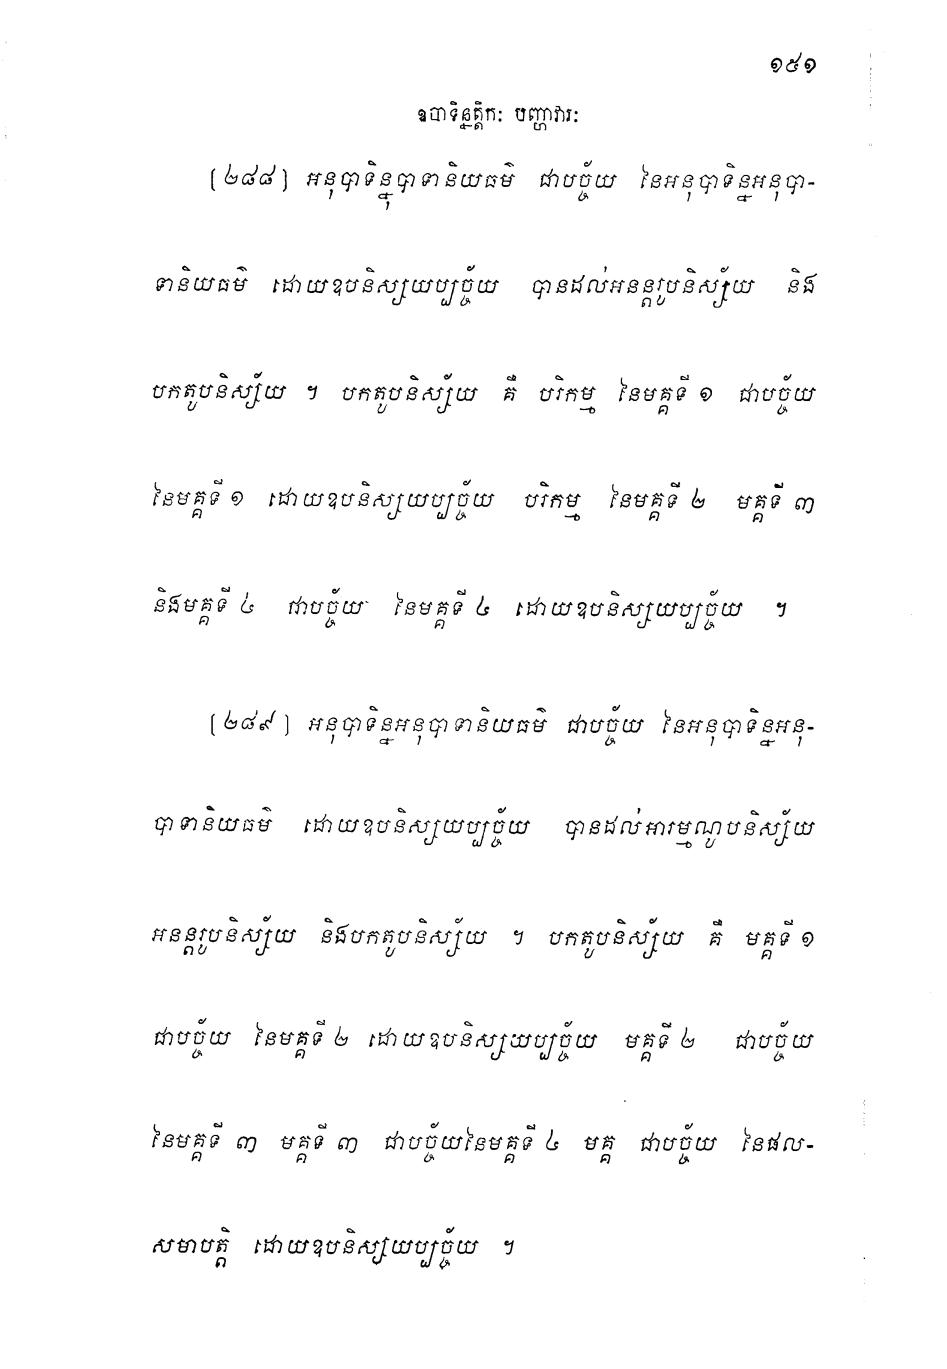 ១៥១
ឧបាទិន្នត្តិកៈ បញ្ហាវារៈ
(២៨៨) អនុបាទិន្នុបាទានិយធម៌ ជាបច្ច័យ នៃអនុបាទិន្នអនុបា-
ទានិយធម៌ ដោយឧបនិស្សយប្បច្ច័យ បានដល់អនន្តរូបនិស្ស័យ និង
បកតូបនិស្ស័យ ។ បកតូបនិស្ស័យ គឺ បរិកម្ម នៃមគ្គទី ១ ជាបច្ច័យ
នៃមគ្គទី ១ ដោយឧបនិស្សយប្បច្ច័យ បរិកម្ម នៃមគ្គទី ២ មគ្គទី ៣
និងមគ្គទី ៤ ជាបច្ច័យ នៃមគ្គទី ៤ ដោយឧបនិស្សយប្បច្ច័យ ។
(២៨៩) អនុបាទិន្នអនុបាទានិយធម៌ ជាបច្ច័យ នៃអនុបាទិន្នអនុ-
បាទានិយធម៌ ដោយឧបនិស្សយប្បច្ច័យ បានដល់អារម្មណូបនិស្ស័យ
អនន្តរូបនិស្ស័យ និងបកតូបនិស្ស័យ ។ បកតូបនិស្ស័យ គឺ មគ្គទី ១
ជាបច្ច័យ នៃមគ្គទី ២ ដោយឧបនិស្សយប្បច្ច័យ មគ្គទី ២ ជាបច្ច័យ
នៃមគ្គទី ៣ មគ្គទី ៣ ជាបច្ច័យនៃមគ្គទី ៤ មគ្គ ជាបច្ច័យ នៃផល-
សមាបត្តិ ដោយឧបនិស្សយប្បច្ច័យ ។